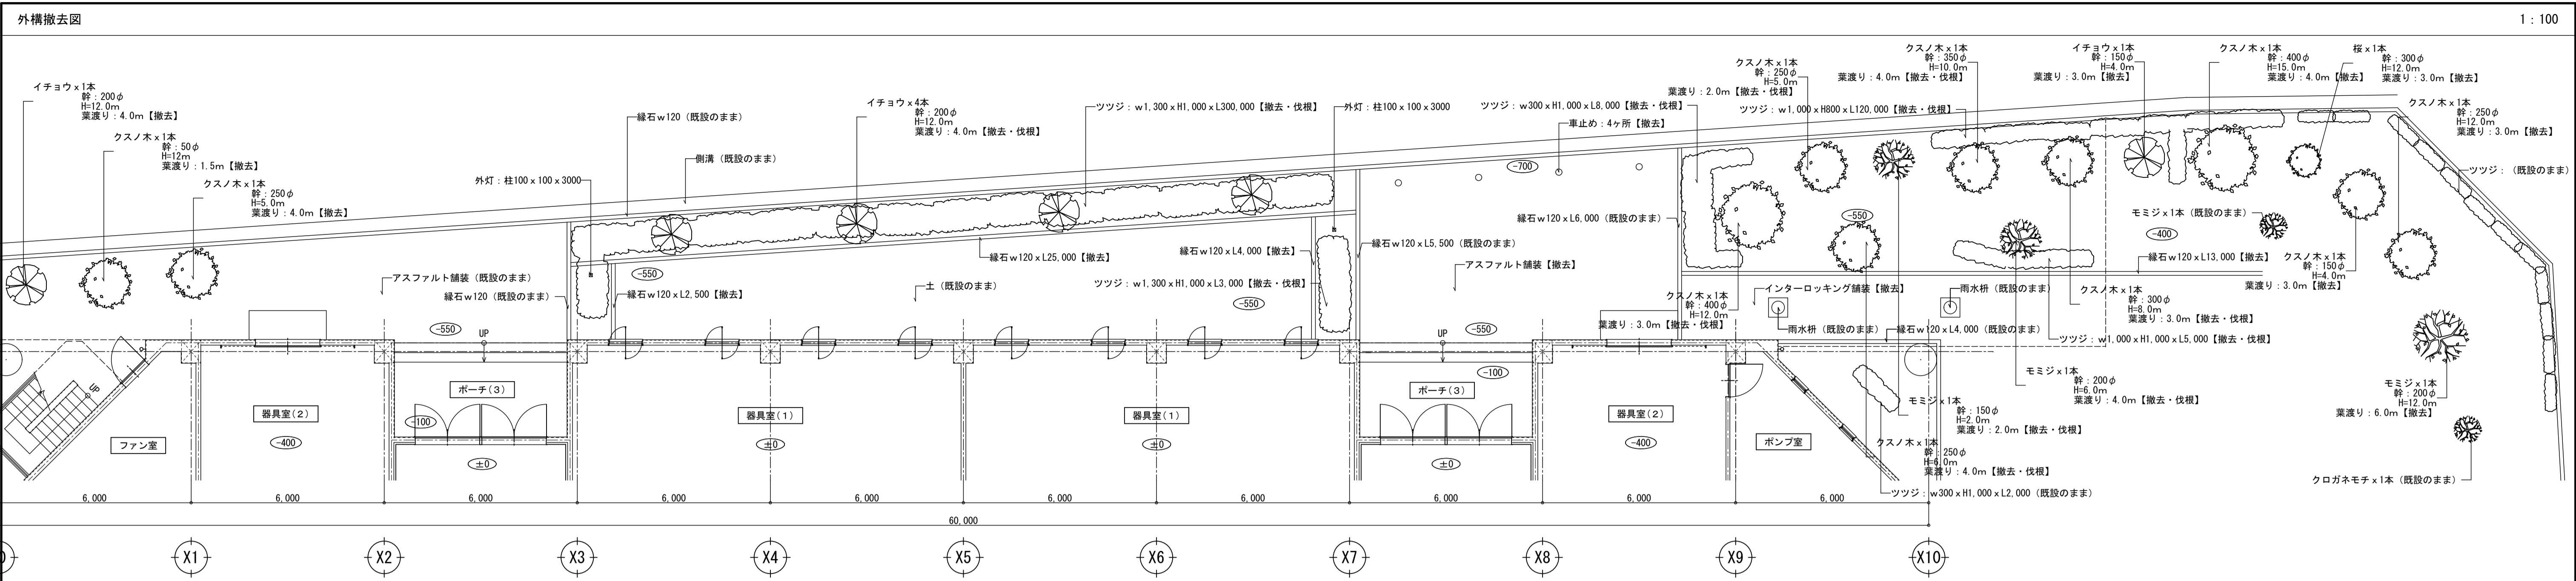 外構撤去図
1 : 100
イチョウｘ1本
幹：200φ
H=12.0m
葉渡り：4.0m【撤去】
クスノ木ｘ1本
幹：50φ
H=12m
葉渡り：1.5m【撤去】
クスノ木ｘ1本
幹：250φ
H=5.0m
葉渡り：4.0m【撤去】
外灯：柱100ｘ100ｘ3000
側溝（既設のまま）
縁石ｗ120（既設のまま）
イチョウｘ4本
幹：200φ
H=12.0m
葉渡り：4.0m【撤去・伐根】
ツツジ：ｗ1,300ｘH1,000ｘL300,000【撤去・伐根】
外灯：柱100ｘ100ｘ3000
ツツジ：ｗ300ｘH1,000ｘL8,000【撤去・伐根】
車止め：4ヶ所【撤去】
クスノ木ｘ1本
幹：250φ
H=5.0m
葉渡り：2.0m【撤去・伐根】
クスノ木ｘ1本
幹：350φ
H=10.0m
葉渡り：4.0m【撤去・伐根】
ツツジ：ｗ1,000ｘH800ｘL120,000【撤去・伐根】
イチョウｘ1本
幹：150φ
H=4.0m
葉渡り：3.0m【撤去】
クスノ木ｘ1本
幹：400φ
H=15.0m
葉渡り：4.0m【撤去】
桜ｘ1本
幹：300φ
H=12.0m
葉渡り：3.0m【撤去】
クスノ木ｘ1本
幹：250φ
H=12.0m
葉渡り：3.0m【撤去】
ツツジ：（既設のまま）
-700
縁石ｗ120ｘL6,000（既設のまま）
-550
モミジｘ1本（既設のまま）
-400
アスファルト舗装（既設のまま）
縁石ｗ120（既設のまま）
-550
縁石ｗ120ｘL2,500【撤去】
土（既設のまま）
縁石ｗ120ｘL25,000【撤去】
縁石ｗ120ｘL4,000【撤去】
ツツジ：ｗ1,300ｘH1,000ｘL3,000【撤去・伐根】
-550
縁石ｗ120ｘL5,500（既設のまま）
アスファルト舗装【撤去】
クスノ木ｘ1本
幹：400φ
H=12.0m
葉渡り：3.0m【撤去・伐根】
インターロッキング舗装【撤去】
雨水枡（既設のまま）
雨水枡（既設のまま）
縁石ｗ120ｘL4,000（既設のまま）
縁石ｗ120ｘL13,000【撤去】
クスノ木ｘ1本
幹：150φ
H=4.0m
葉渡り：3.0m【撤去】
クスノ木ｘ1本
幹：300φ
H=8.0m
葉渡り：3.0m【撤去・伐根】
ツツジ：ｗ1,000ｘH1,000ｘL5,000【撤去・伐根】
モミジｘ1本
幹：200φ
H=6.0m
葉渡り：4.0m【撤去・伐根】
モミジｘ1本
幹：150φ
H=2.0m
葉渡り：2.0m【撤去・伐根】
クスノ木ｘ1本
幹：250φ
H=6.0m
葉渡り：4.0m【撤去・伐根】
ツツジ：ｗ300ｘH1,000ｘL2,000（既設のまま）
モミジｘ1本
幹：200φ
H=12.0m
葉渡り：6.0m【撤去】
クロガネモチｘ1本（既設のまま）
-550
UP
UP
-550
UP
ファン室
器具室(2)
-400
ポーチ(3)
-100
±0
器具室(1)
±0
器具室(1)
±0
ポーチ(3)
-100
±0
器具室(2)
-400
ポンプ室
6,000
6,000
6,000
6,000
6,000
6,000
6,000
6,000
6,000
6,000
60,000
X1
X2
X3
X4
X5
X6
X7
X8
X9
X10